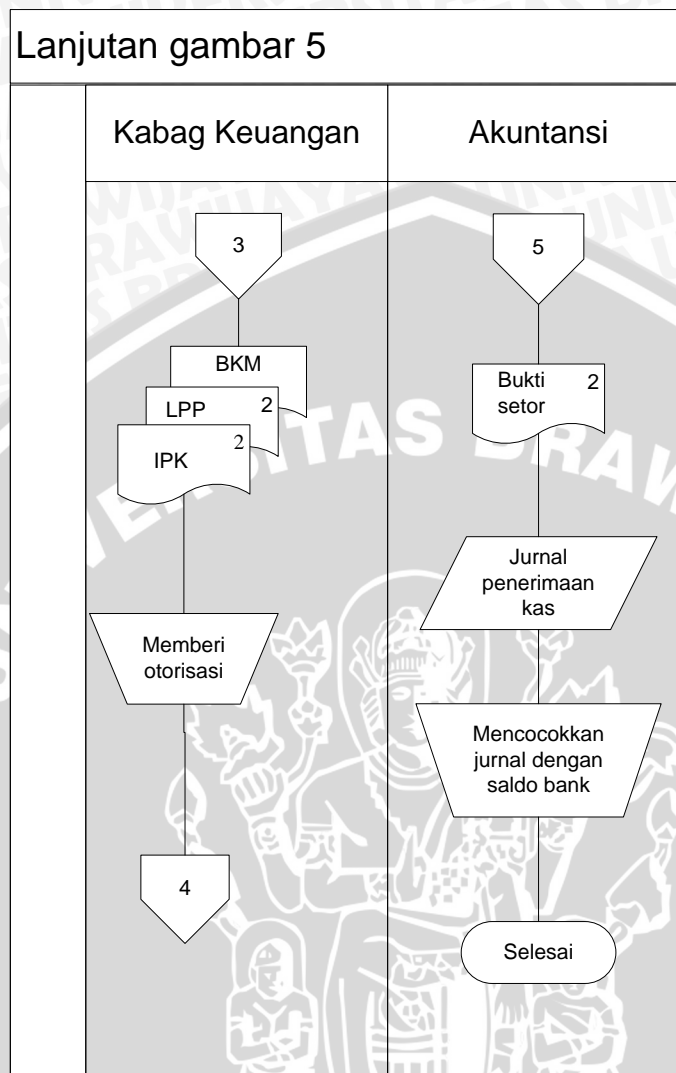 Lanjutan gambar 5
Kabag Keuangan
Akuntansi
3
BKM
LPP 2
IPK 2
Memberi
otorisasi
4
5
Bukti 2
setor
Jurnal
penerimaan
kas
Mencocokkan
jurnal dengan
saldo bank
Selesai